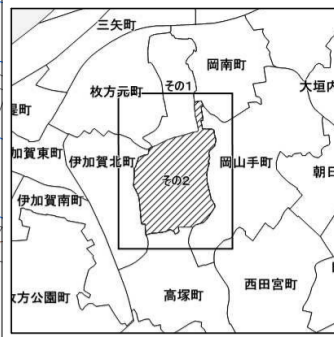 三矢町
岡南町
大垣内
枚方元町
その1
堤町
加賀東町
伊加賀北町
その2
岡山手町
朝日
伊加賀南町
方公園町
高塚町
西田宮町